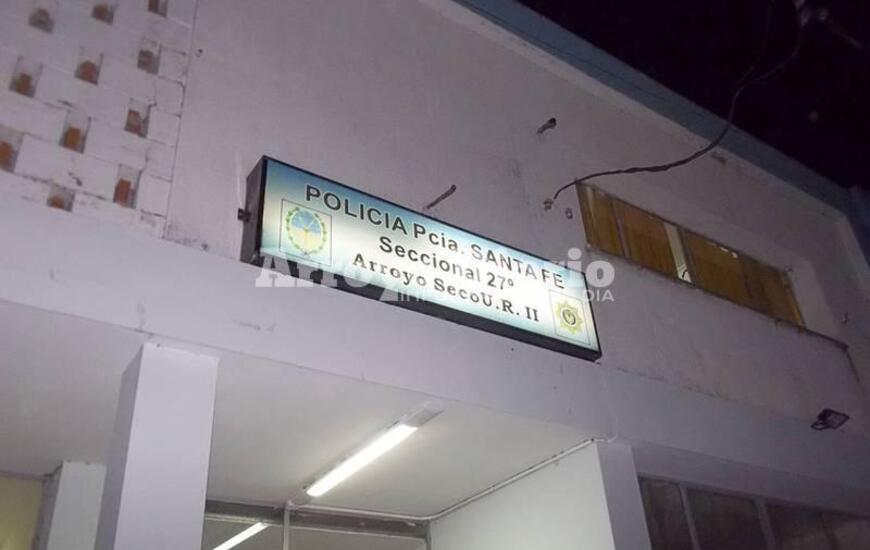 POLICIA Pcia. SANTA FE
Seccional 27º
Arroyo SecoU.R. II